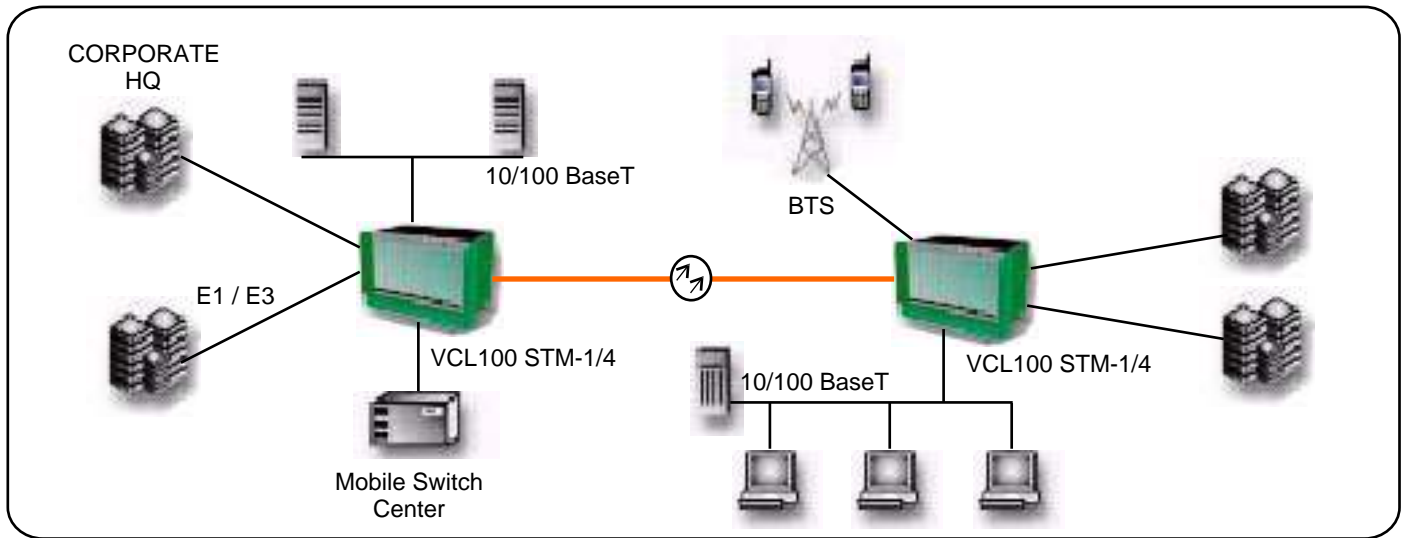 CORPORATE
HQ
10/100 BaseT
BTS
E1 / E3
VCL100 STM-1/4
VCL100 STM-1/4
10/100 BaseT
Mobile Switch
Center